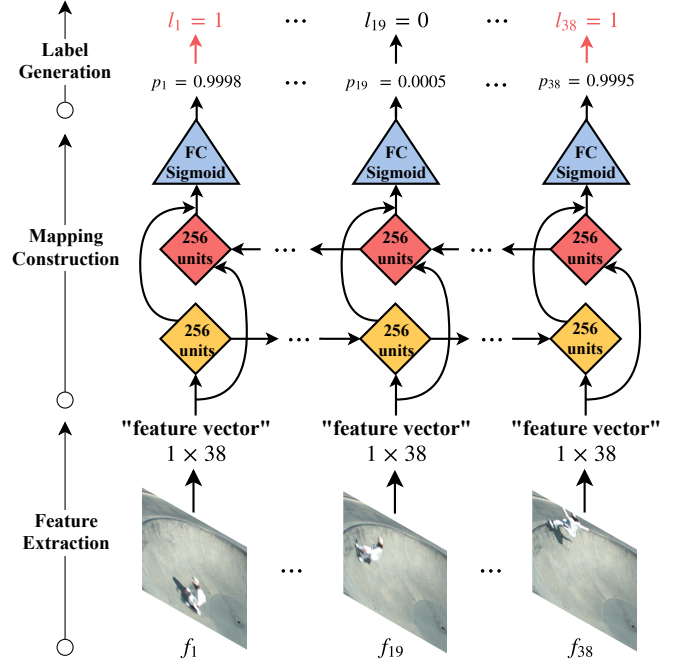 Label
Generation
l₁ = 1 ... l₁₉ = 0 ... l₃₈ = 1
p₁ = 0.9998 ... p₁₉ = 0.0005 ... p₃₈ = 0.9995
Mapping
Construction
FC
Sigmoid
FC
Sigmoid
FC
Sigmoid
256
units
...
256
units
...
256
units
256
units
...
256
units
...
256
units
Feature
Extraction
"feature vector" "feature vector" "feature vector"
1 × 38 1 × 38 1 × 38
... ...
f₁ f₁₉ f₃₈